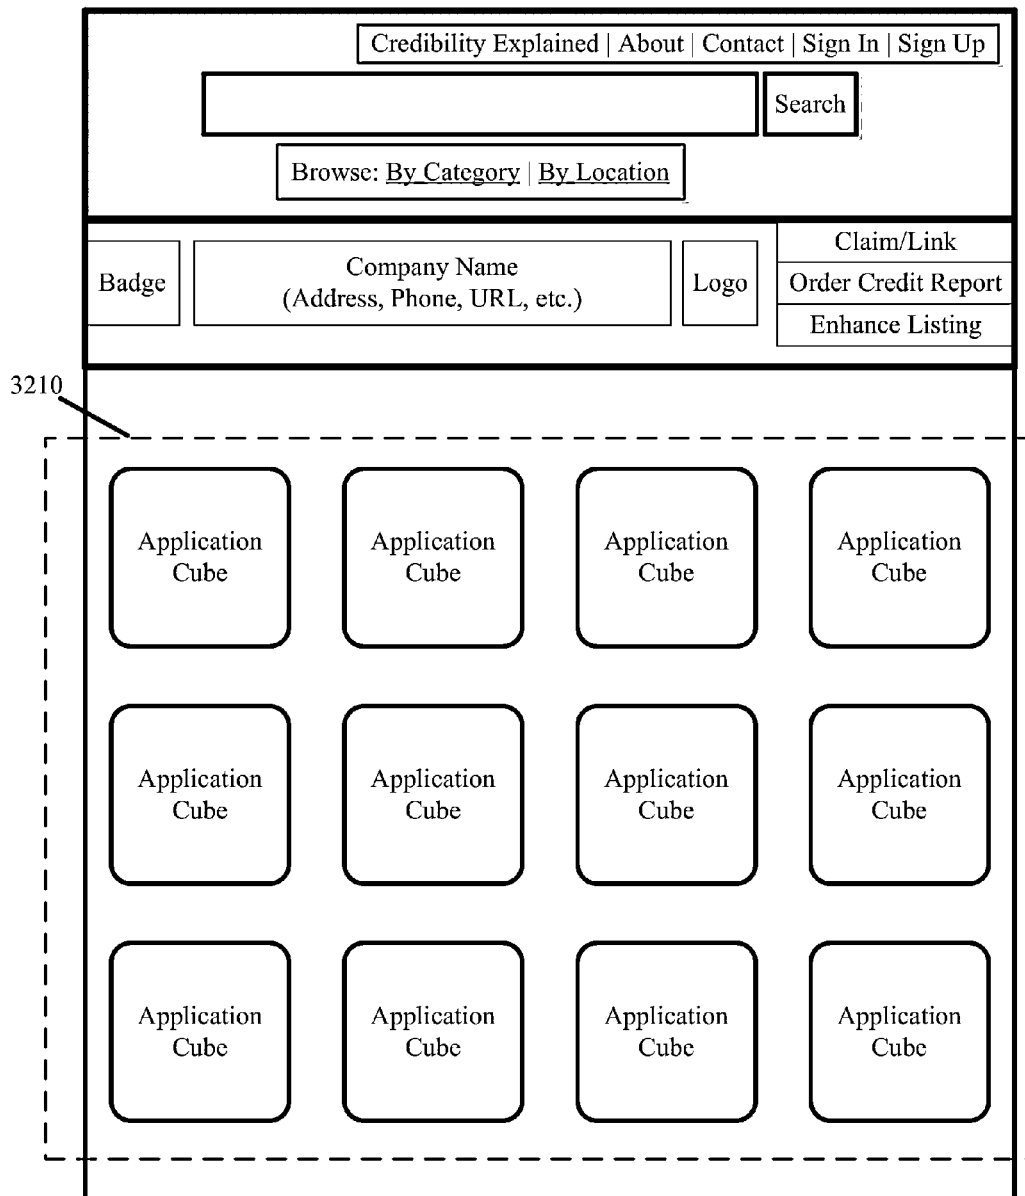 Credibility Explained | About | Contact | Sign In | Sign Up
Search
Browse: By Category | By Location
Badge
Company Name
(Address, Phone, URL, etc.)
Logo
Claim/Link
Order Credit Report
Enhance Listing
3210
Application
Cube
Application
Cube
Application
Cube
Application
Cube
Application
Cube
Application
Cube
Application
Cube
Application
Cube
Application
Cube
Application
Cube
Application
Cube
Application
Cube